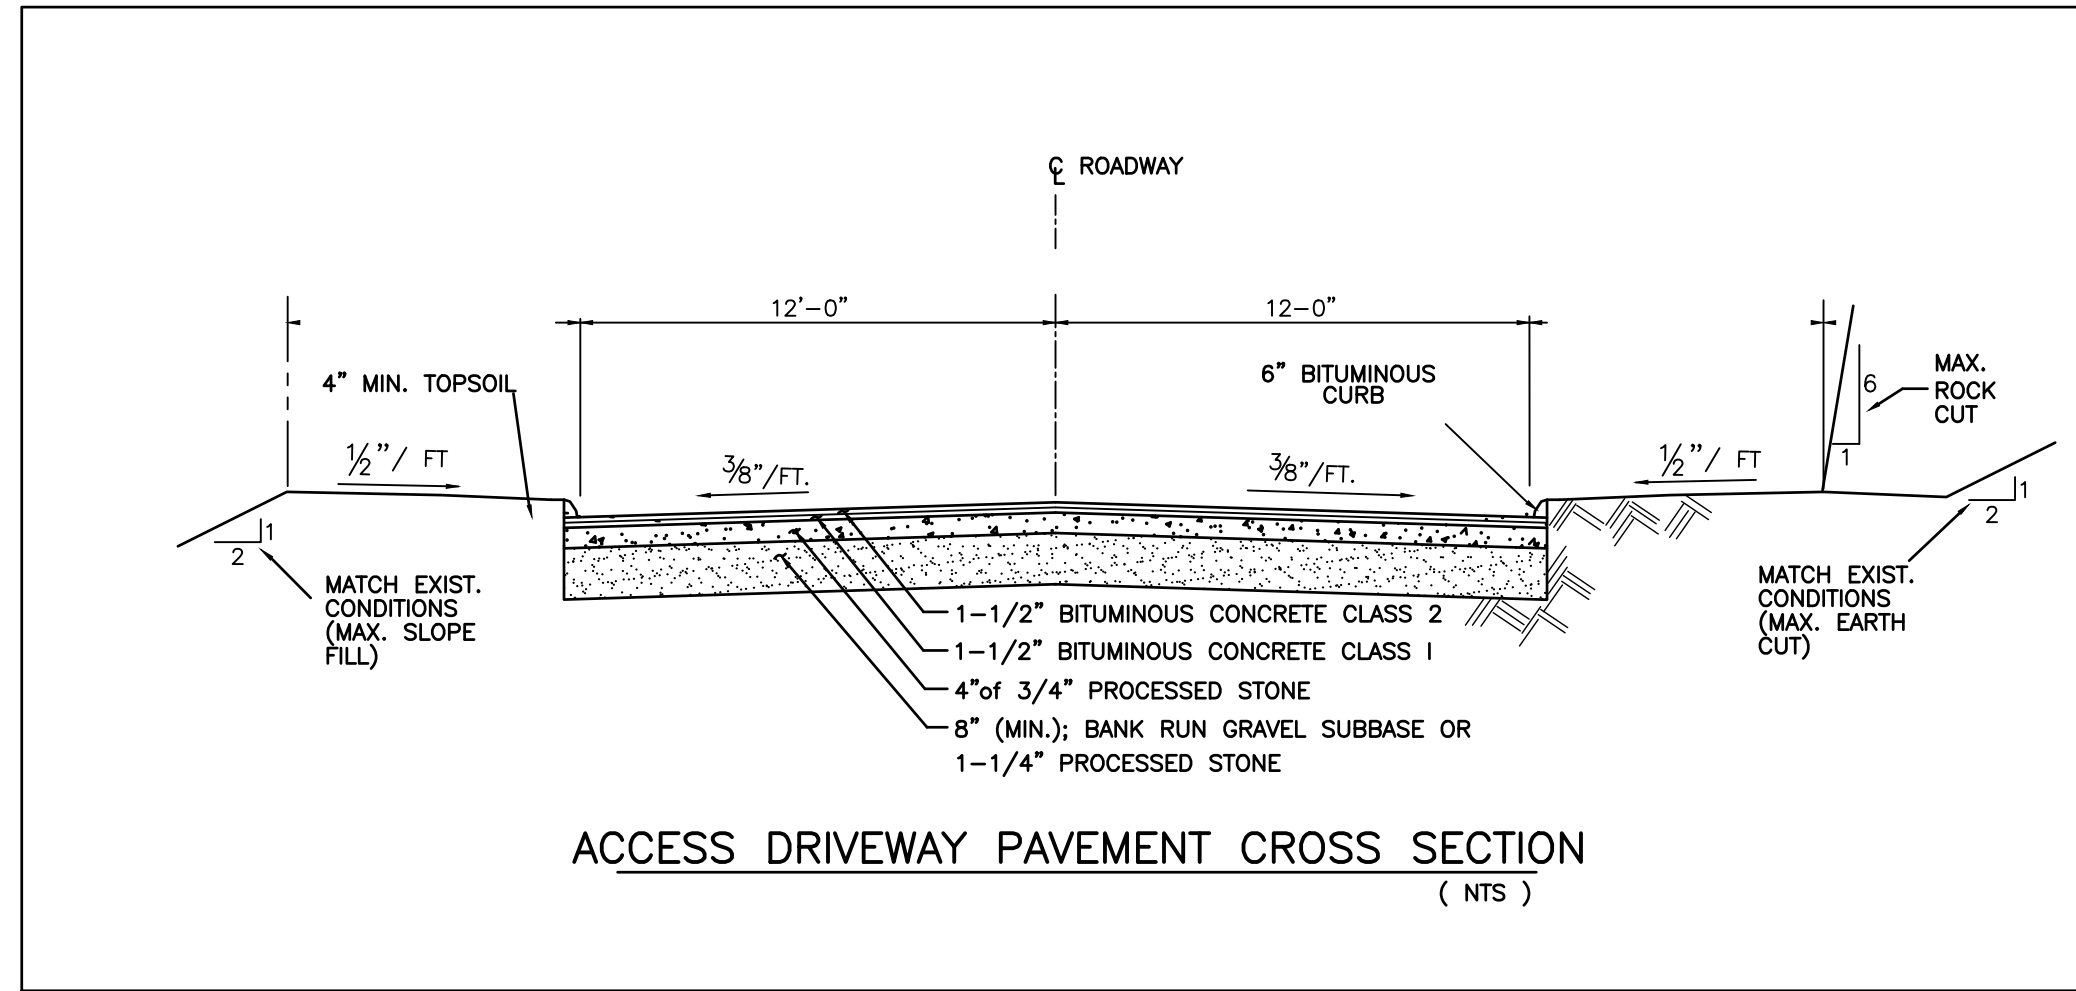 ℄ ROADWAY
12'-0"
12-0"
4" MIN. TOPSOIL
6" BITUMINOUS
CURB
MAX.
ROCK
CUT
6
1
1/2"/ FT
3/8"/FT.
3/8"/FT.
1/2"/ FT
1
2
1
2
MATCH EXIST.
CONDITIONS
(MAX. SLOPE
FILL)
MATCH EXIST.
CONDITIONS
(MAX. EARTH
CUT)
1-1/2" BITUMINOUS CONCRETE CLASS 2
1-1/2" BITUMINOUS CONCRETE CLASS I
4"of 3/4" PROCESSED STONE
8" (MIN.); BANK RUN GRAVEL SUBBASE OR
1-1/4" PROCESSED STONE
ACCESS DRIVEWAY PAVEMENT CROSS SECTION
( NTS )